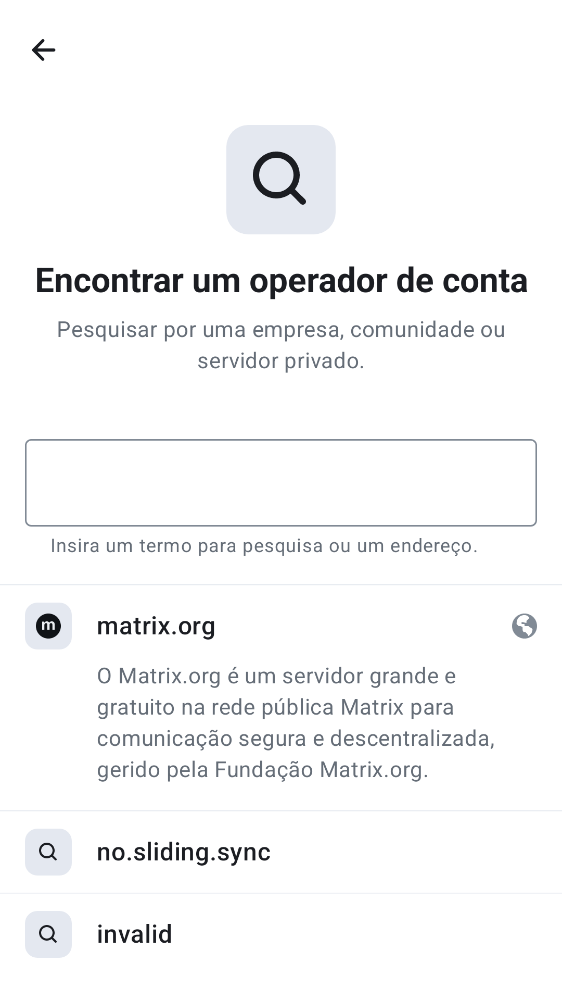 Encontrar um operador de conta
Pesquisar por uma empresa, comunidade ou
servidor privado.
Insira um termo para pesquisa ou um endereço.
m
matrix.org
O Matrix.org é um servidor grande e
gratuito na rede pública Matrix para
comunicação segura e descentralizada,
gerido pela Fundação Matrix.org.
no.sliding.sync
invalid